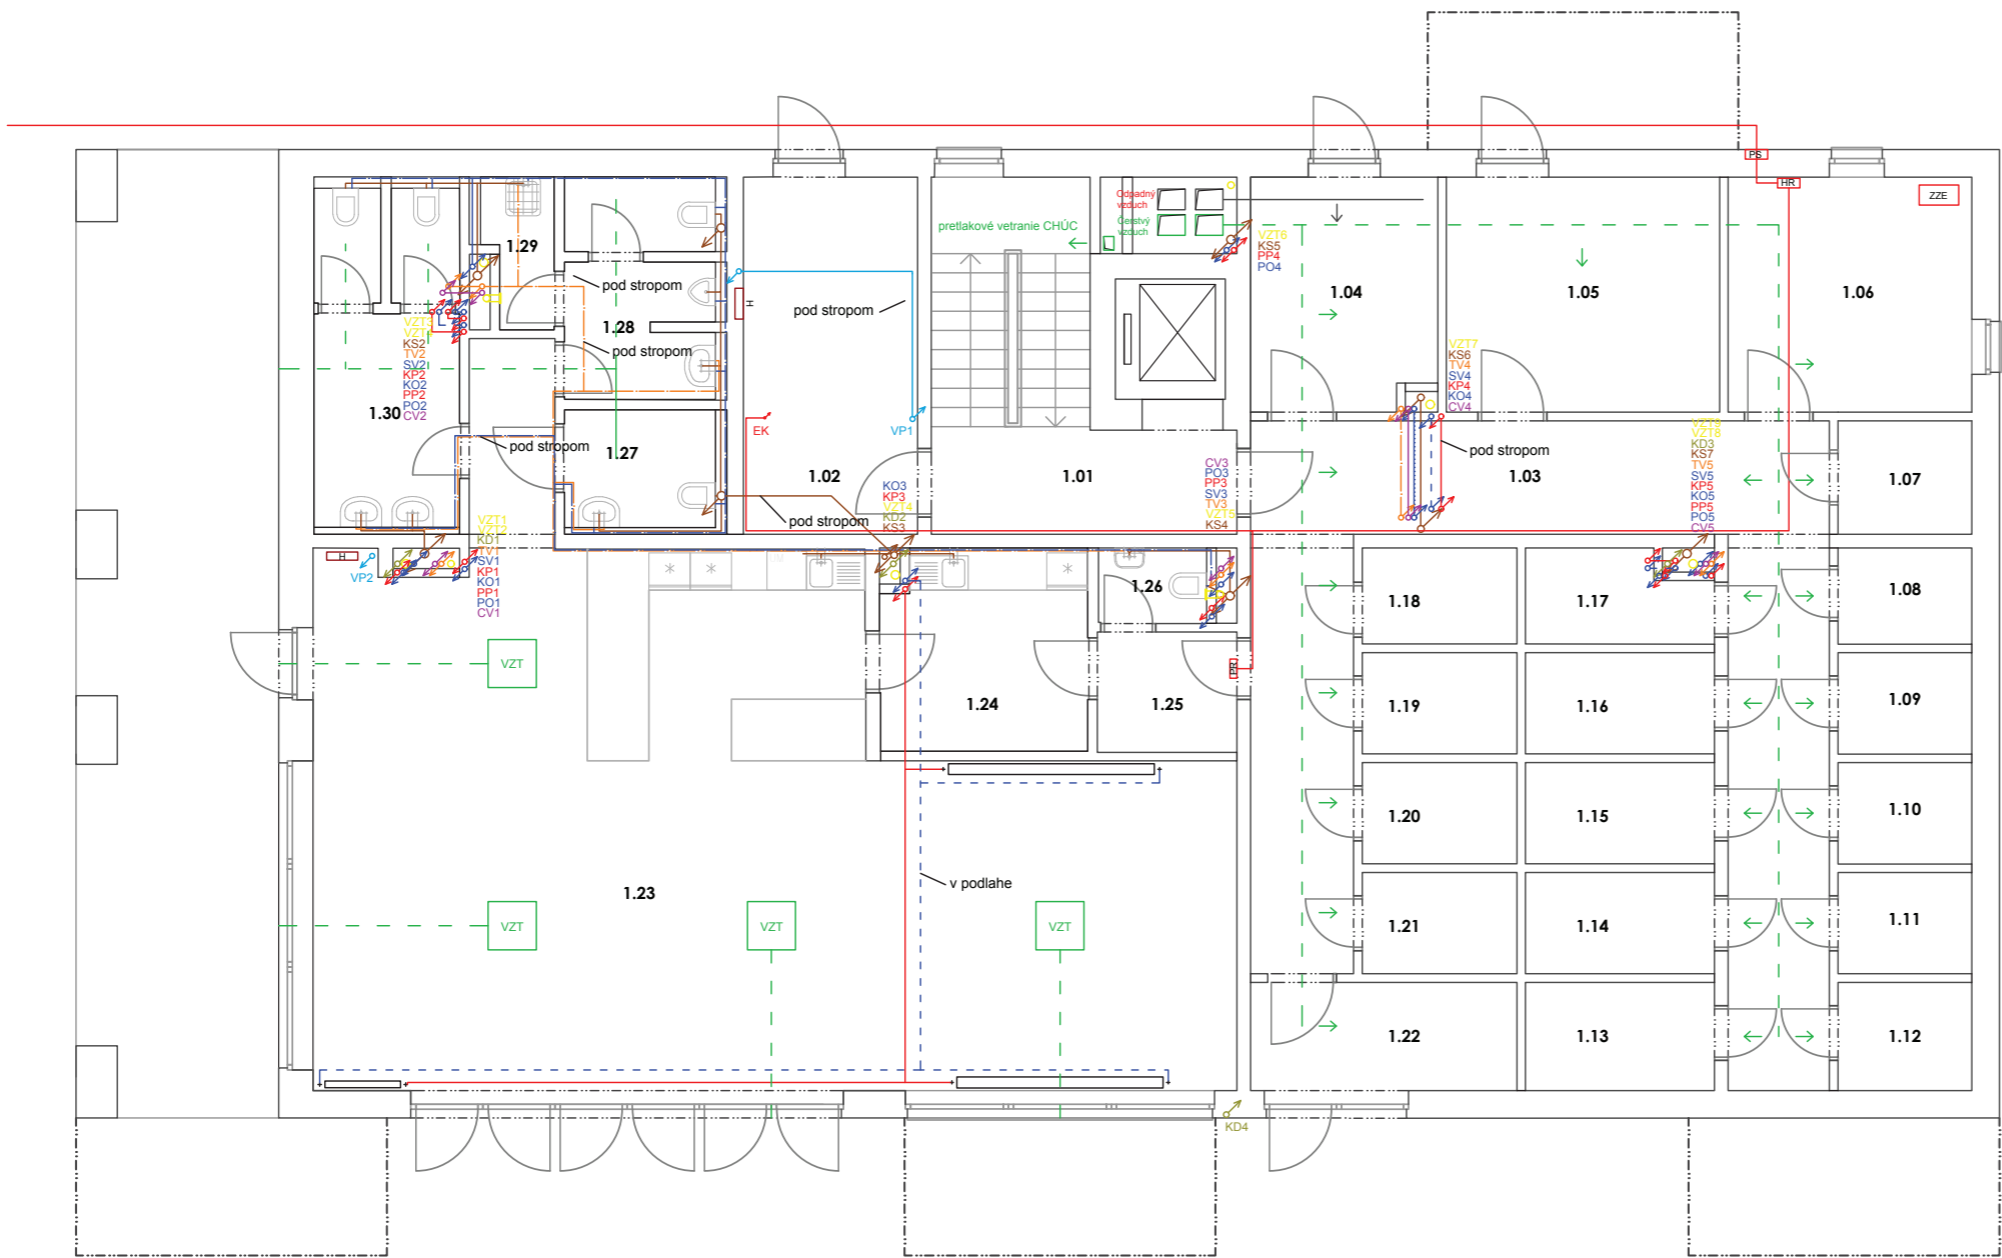 PS
HR
ZZE
Odpadný
vzduch
Čerstvý
vzduch
pretlakové vetranie CHÚC
VZT6
KS5
PP4
PO4
1.29
pod stropom
1.28
pod stropom
H
pod stropom
1.04
1.05
1.06
VZT3
KS2
TV2
SV2
KP2
KO2
PP2
PO2
CV2
1.30
pod stropom
1.27
EK
VP1
1.02
1.01
pod stropom
KO3
KP3
VZT4
KD2
KS3
CV3
PO3
PP3
SV3
TV3
VZT5
KS4
VZT7
KS6
TV4
SV4
KP4
KO4
CV4
pod stropom
1.03
VZT8
KD3
KS7
TV5
SV5
KP5
KO5
PP5
PO5
CV5
1.07
VZT1
VZT2
KD1
TV1
SV1
KP1
KO1
PP1
PO1
CV1
H
VP2
1.26
1.18
1.17
1.08
VZT
PR
1.24
1.25
1.19
1.16
1.09
1.20
1.15
1.10
1.23
v podlahe
VZT
VZT
VZT
1.21
1.14
1.11
1.22
1.13
1.12
KD4